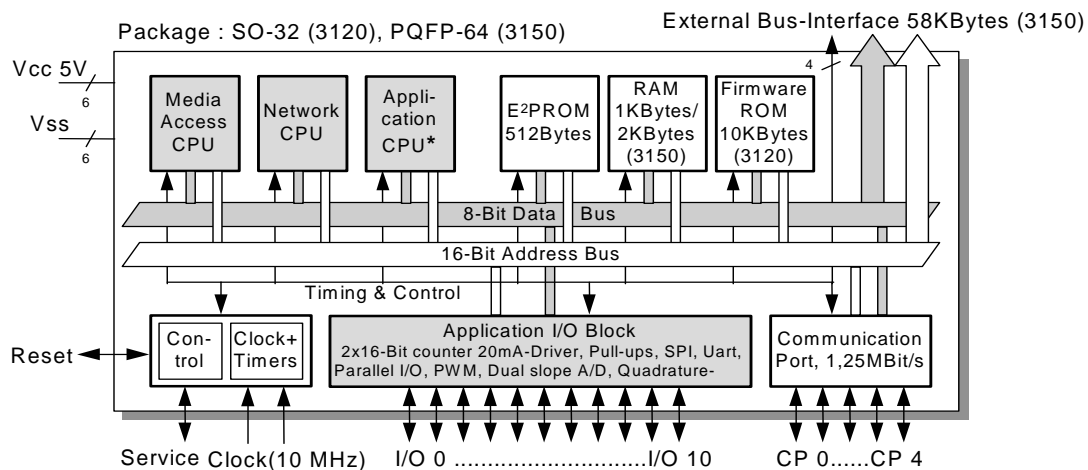 Package : SO-32 (3120), PQFP-64 (3150)
External Bus-Interface 58KBytes (3150)
Vcc 5V
6
Vss
6
4
Media
Access
CPU
Network
CPU
Appli-
cation
CPU*
E²PROM
512Bytes
RAM
1KBytes/
2KBytes
(3150)
Firmware
ROM
10KBytes
(3120)
8-Bit Data Bus
16-Bit Address Bus
Timing & Control
Reset
Con-
trol
Clock+
Timers
Application I/O Block
2x16-Bit counter 20mA-Driver, Pull-ups, SPI, Uart,
Parallel I/O, PWM, Dual slope A/D, Quadrature-
Communication
Port, 1,25MBit/s
Service Clock(10 MHz) I/O 0 .............................I/O 10 CP 0......CP 4